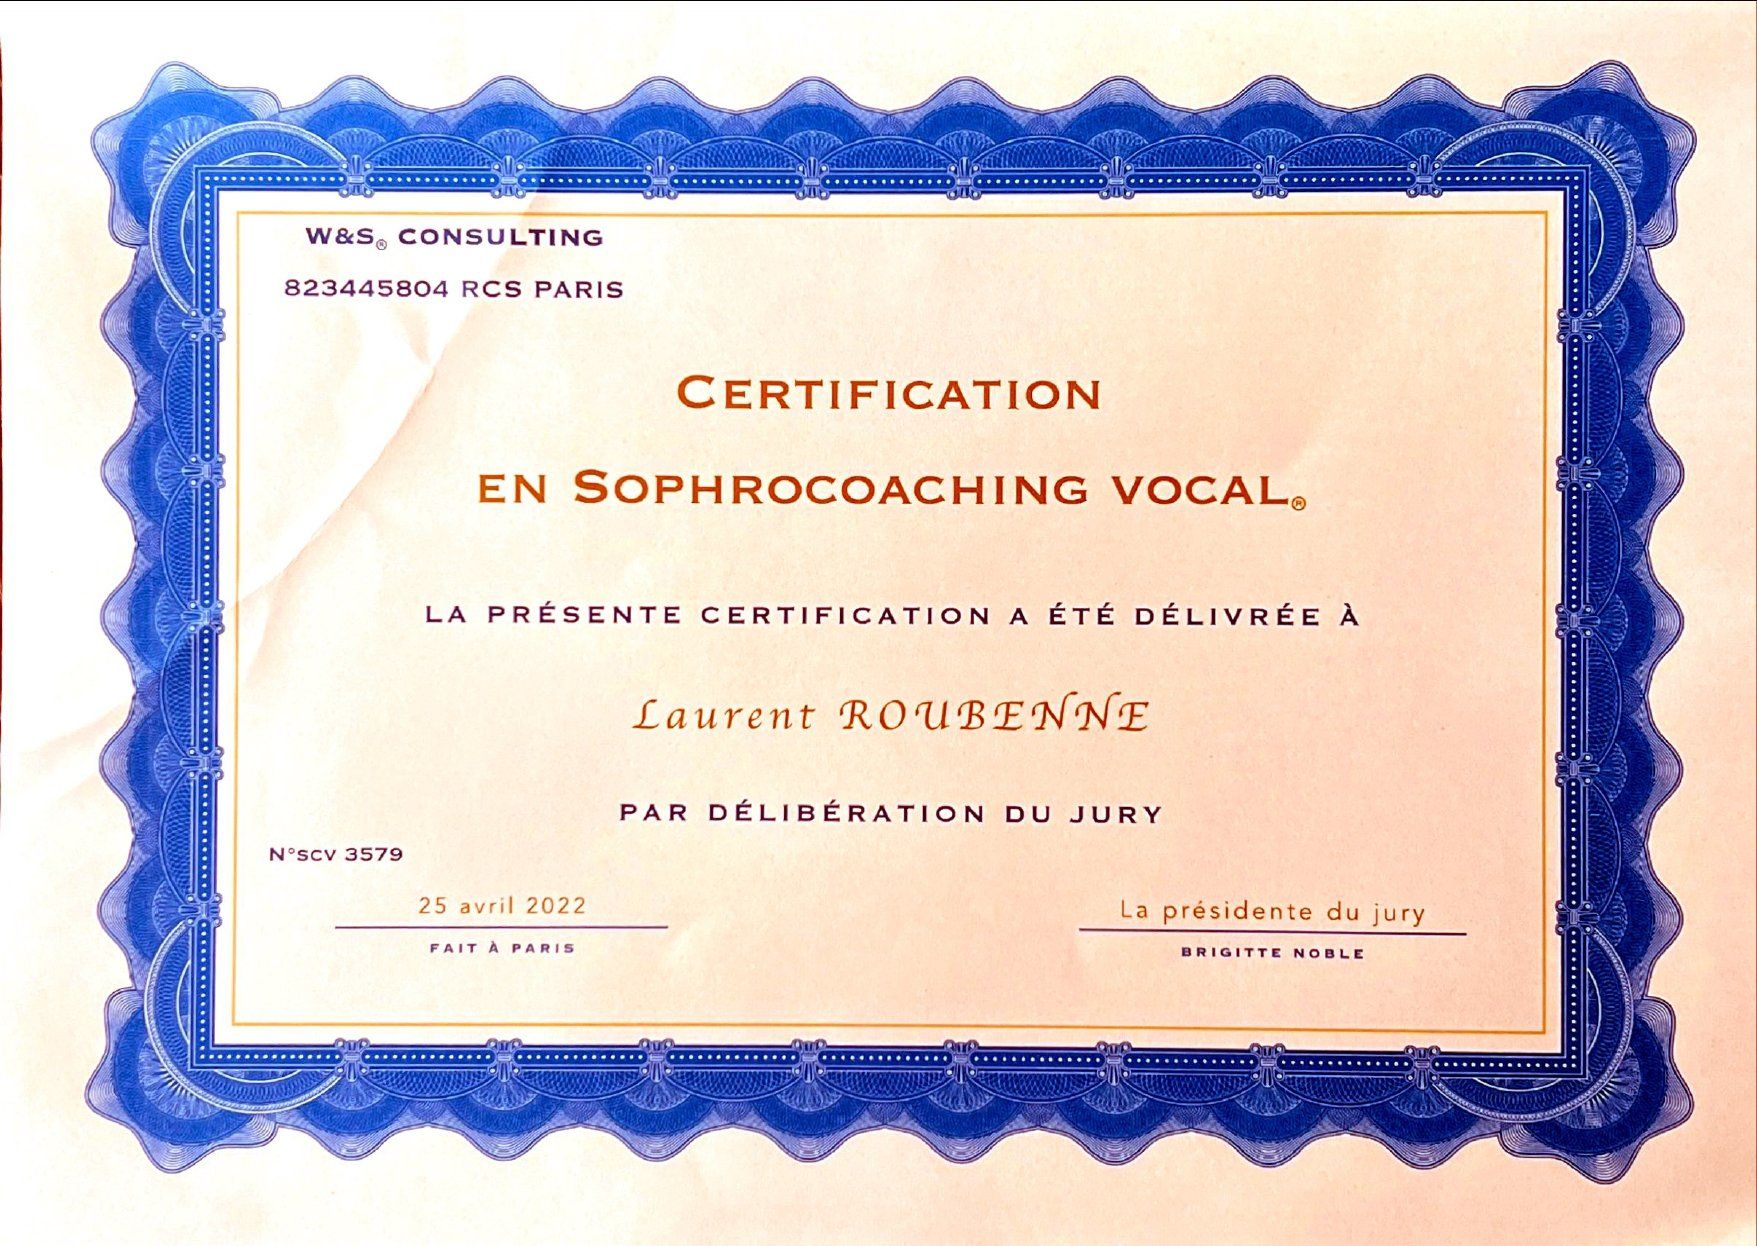 W&S® CONSULTING
823445804 RCS PARIS
CERTIFICATION
EN SOPHROCOACHING VOCAL®
LA PRÉSENTE CERTIFICATION A ÉTÉ DÉLIVRÉE À
Laurent ROUBENNE
PAR DÉLIBÉRATION DU JURY
N°SCV 3579
25 avril 2022
FAIT À PARIS
La présidente du jury
BRIGITTE NOBLE